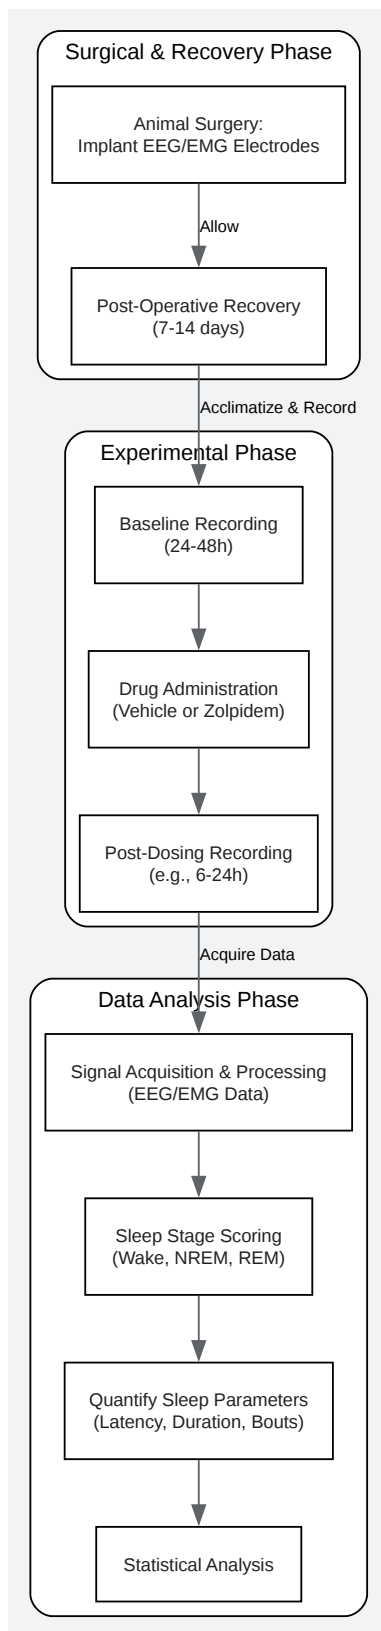 Surgical & Recovery Phase
Animal Surgery:
Implant EEG/EMG Electrodes
Allow
Post-Operative Recovery
(7-14 days)
Acclimatize & Record
Experimental Phase
Baseline Recording
(24-48h)
Drug Administration
(Vehicle or Zolpidem)
Post-Dosing Recording
(e.g., 6-24h)
Acquire Data
Data Analysis Phase
Signal Acquisition & Processing
(EEG/EMG Data)
Sleep Stage Scoring
(Wake, NREM, REM)
Quantify Sleep Parameters
(Latency, Duration, Bouts)
Statistical Analysis